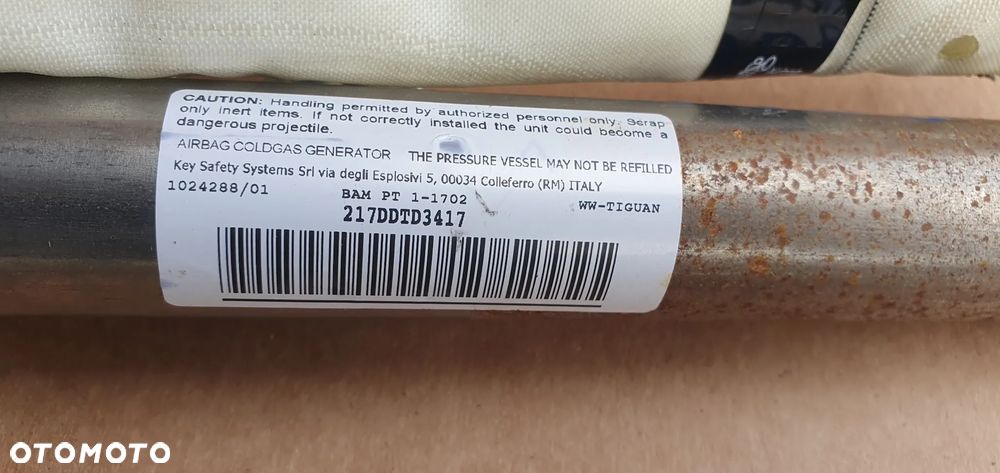 CAUTION: Handling permitted by authorized personnel only. Scrap
only inert items. If not correctly installed the unit could become a
dangerous projectile.
AIRBAG COLDGAS GENERATOR THE PRESSURE VESSEL MAY NOT BE REFILLED
Key Safety Systems Srl via degli Esplosivi 5, 00034 Colleferro (RM) ITALY
1024288/01 BAM PT 1-1702 WW-TIGUAN
217DDTD3417
OTOMOTO